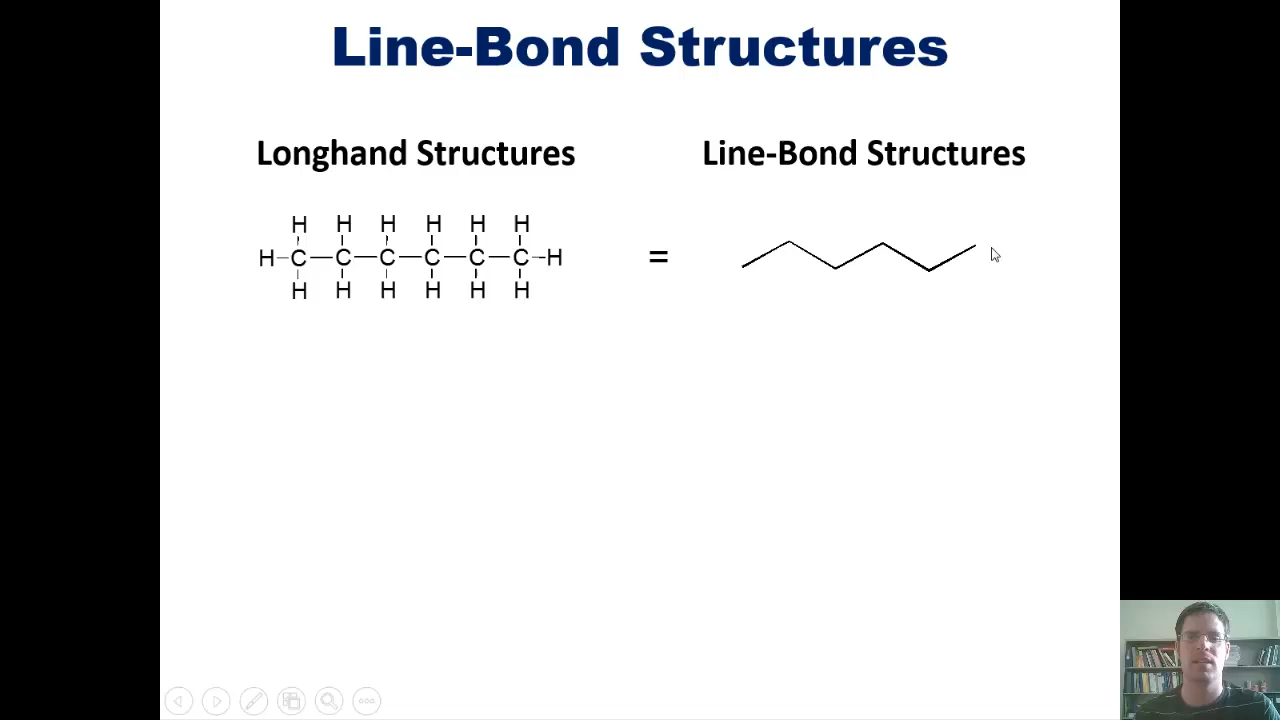 Line-Bond Structures
Longhand Structures
Line-Bond Structures
H H H H H H
H–C–C–C–C–C–C–H
H H H H H H
=